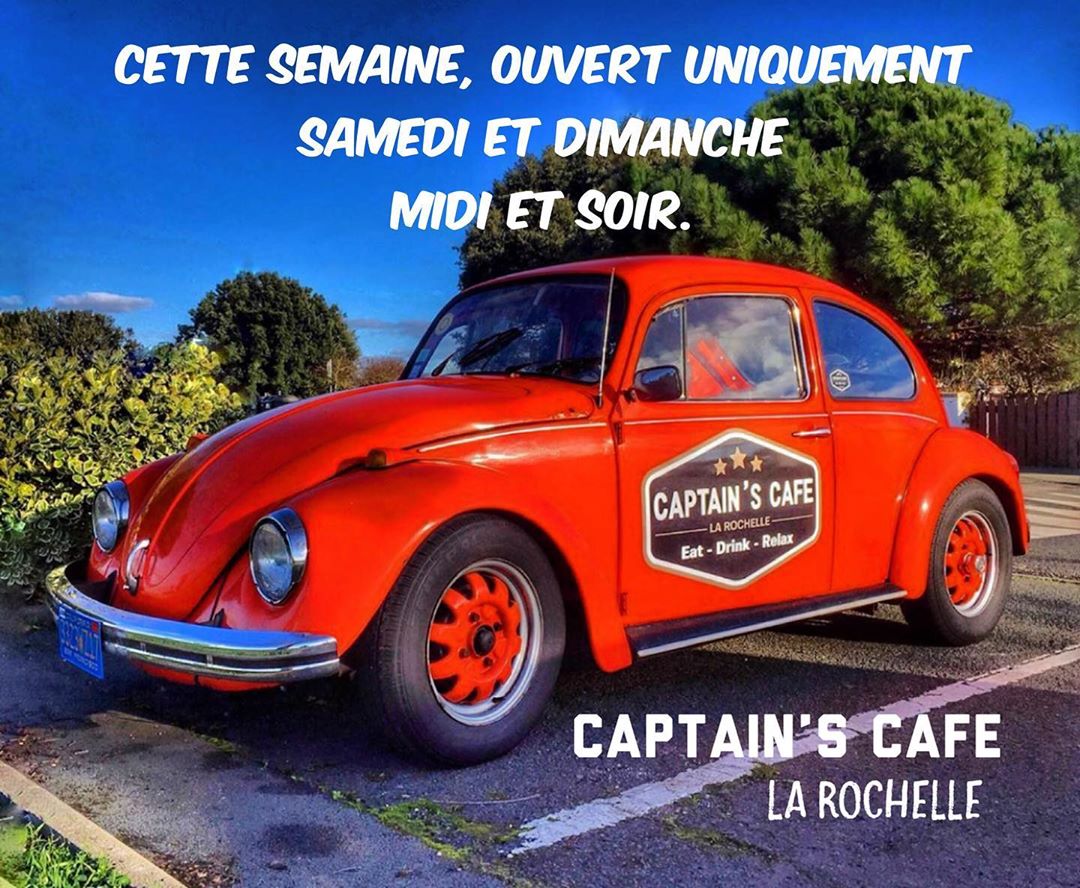 CETTE SEMAINE, OUVERT UNIQUEMENT
SAMEDI ET DIMANCHE
MIDI ET SOIR.
CAPTAIN'S CAFE
LA ROCHELLE
Eat - Drink - Relax
CAPTAIN'S CAFE
LA ROCHELLE